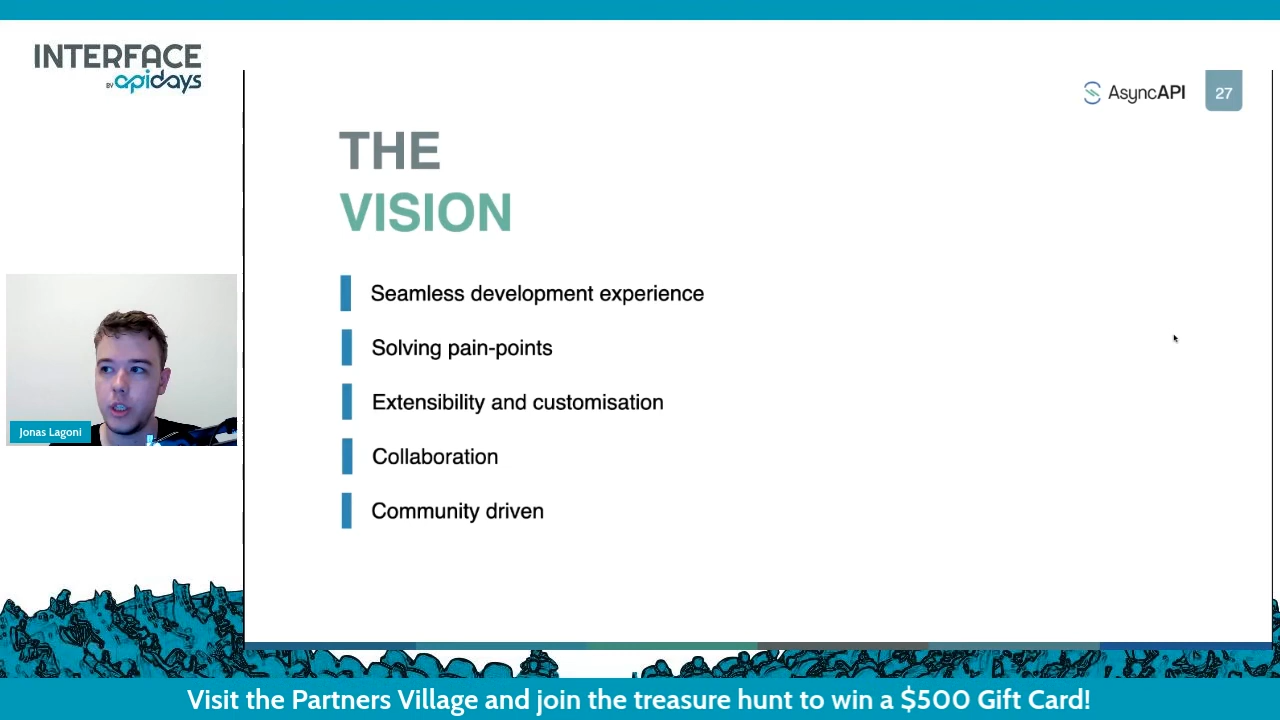 INTERFACE
BY apidays
AsyncAPI
27
THE
VISION
Seamless development experience
Solving pain-points
Extensibility and customisation
Collaboration
Community driven
Jonas Lagoni
Visit the Partners Village and join the treasure hunt to win a $500 Gift Card!